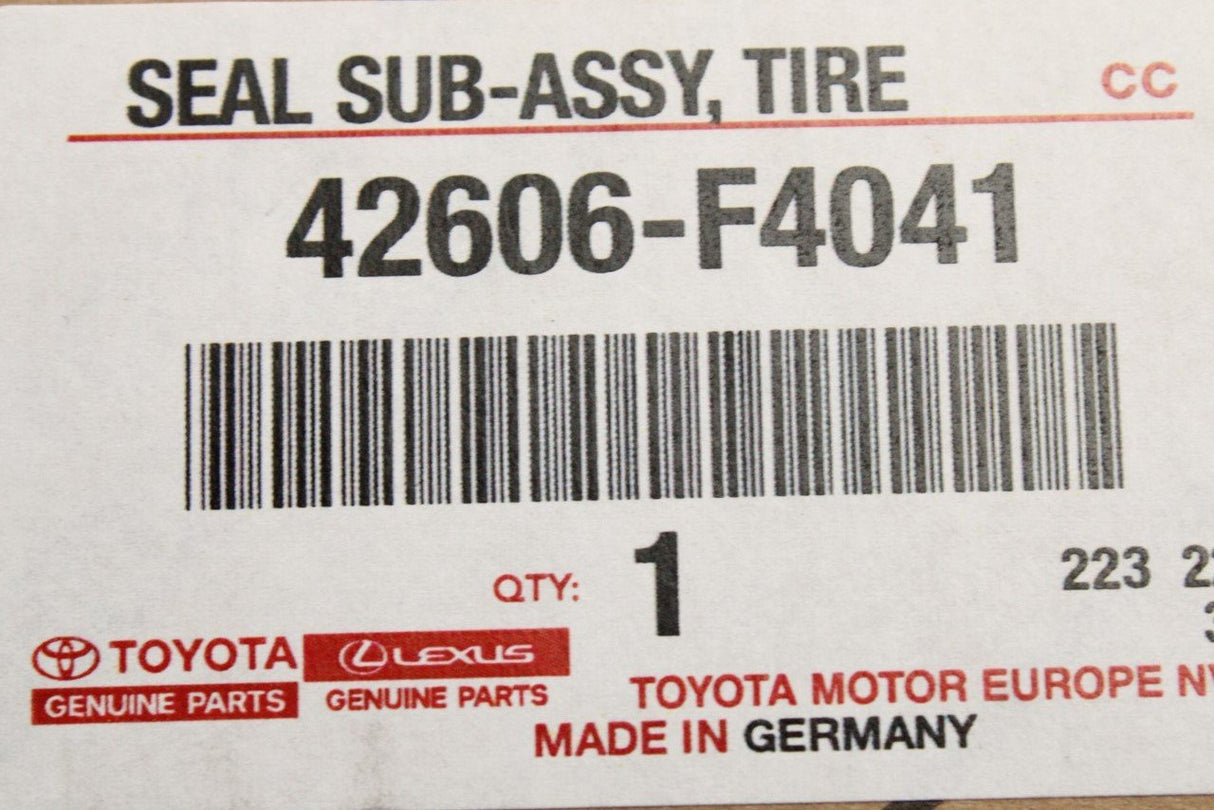 SEAL SUB-ASSY, TIRE CC
42606-F4041
QTY: 1
223
TOYOTA LEXUS
GENUINE PARTS GENUINE PARTS
TOYOTA MOTOR EUROPE
MADE IN GERMANY